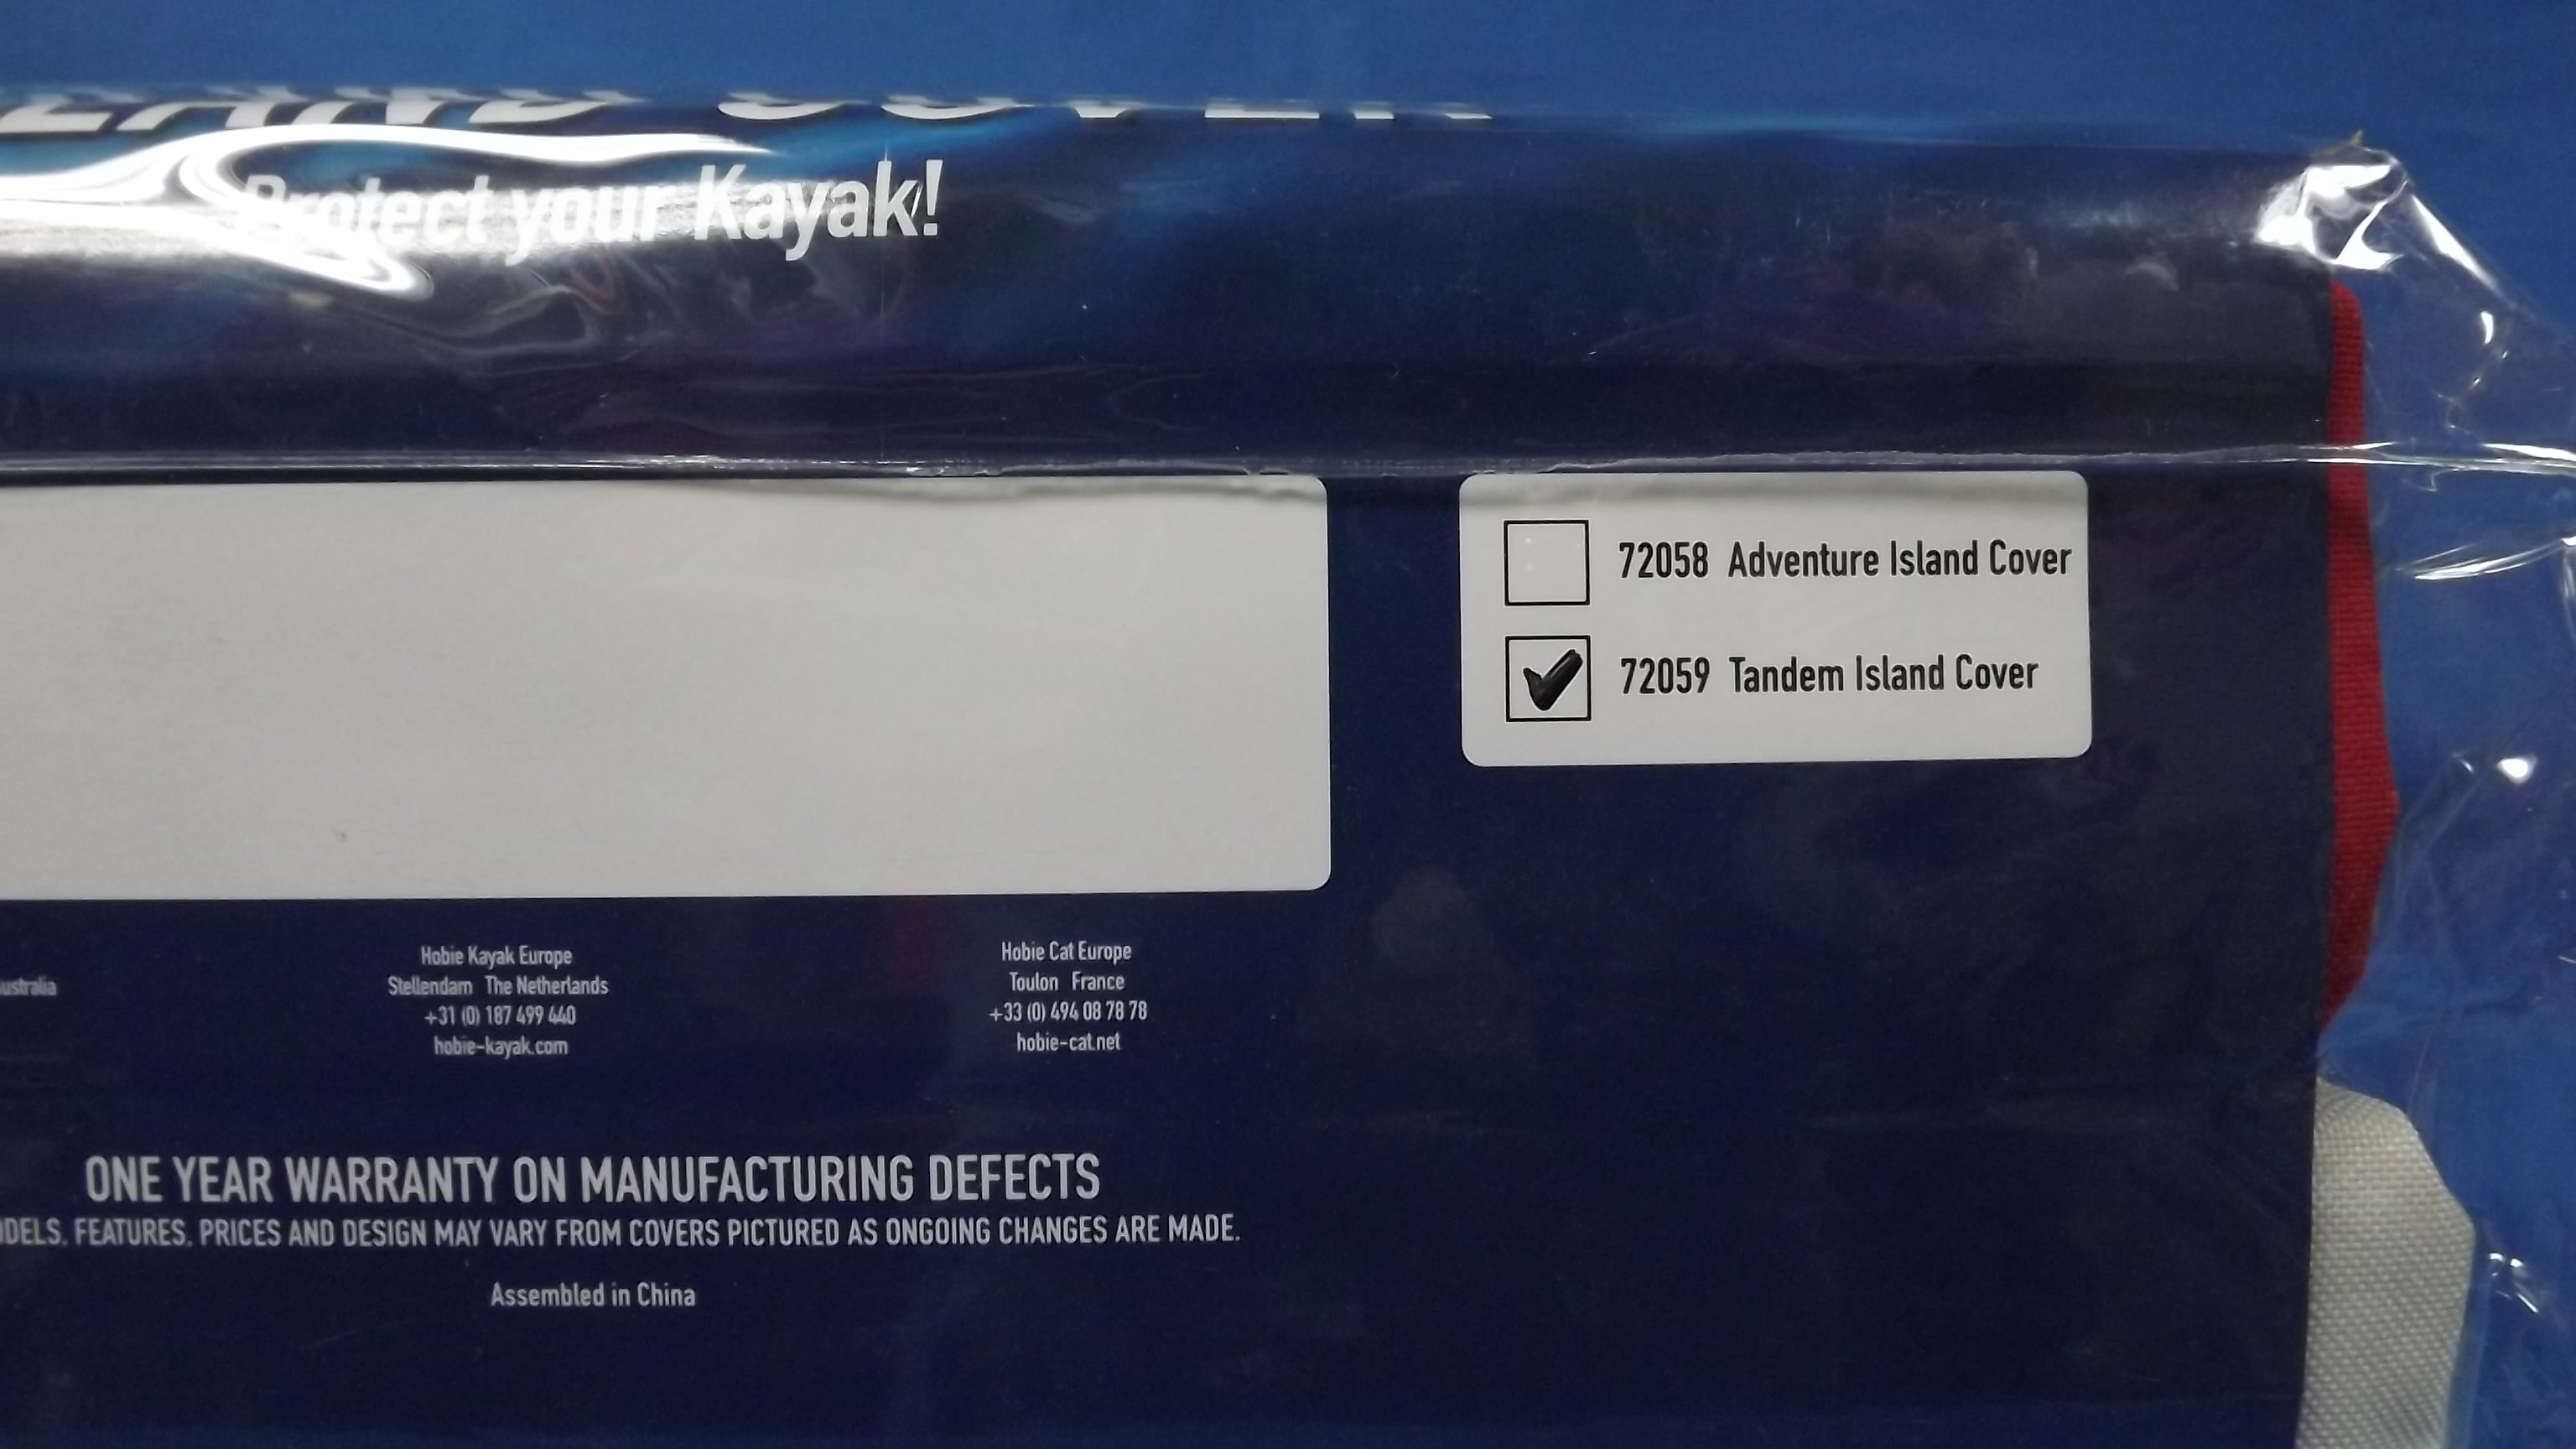 COVER
Protect your Kayak!
72058 Adventure Island Cover
72059 Tandem Island Cover
Hobie Kayak Europe
Stellendam The Netherlands
+31 (0) 187 499 440
hobie-kayak.com
Hobie Cat Europe
Toulon France
+33 (0) 494 08 78 78
hobie-cat.net
ONE YEAR WARRANTY ON MANUFACTURING DEFECTS
FEATURES, PRICES AND DESIGN MAY VARY FROM COVERS PICTURED AS ONGOING CHANGES ARE MADE.
Assembled in China